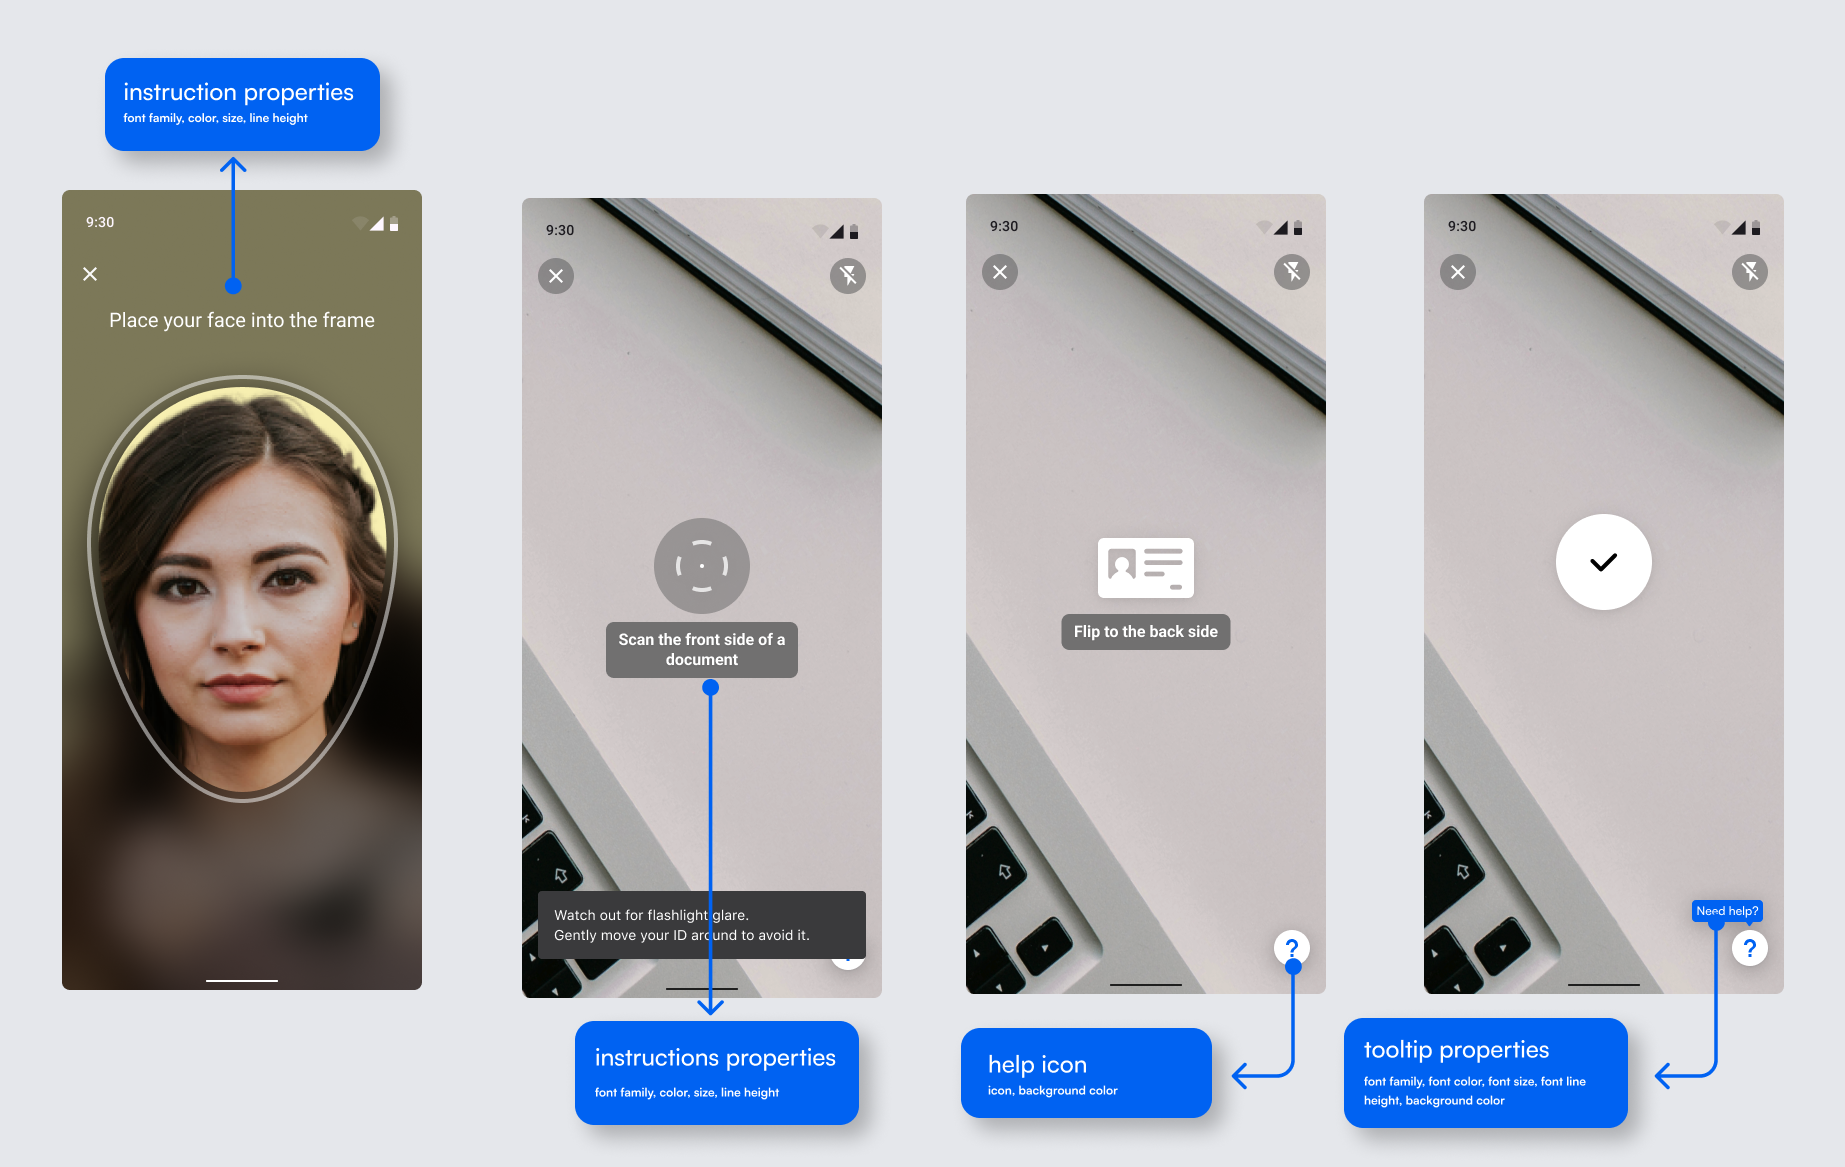 instruction properties
font family, color, size, line height
9:30
Place your face into the frame
9:30
Scan the front side of a
document
Watch out for flashlight glare.
Gently move your ID around to avoid it.
instructions properties
font family, color, size, line height
9:30
Flip to the back side
?
help icon
icon, background color
9:30
Need help?
?
tooltip properties
font family, font color, font size, font line
height, background color